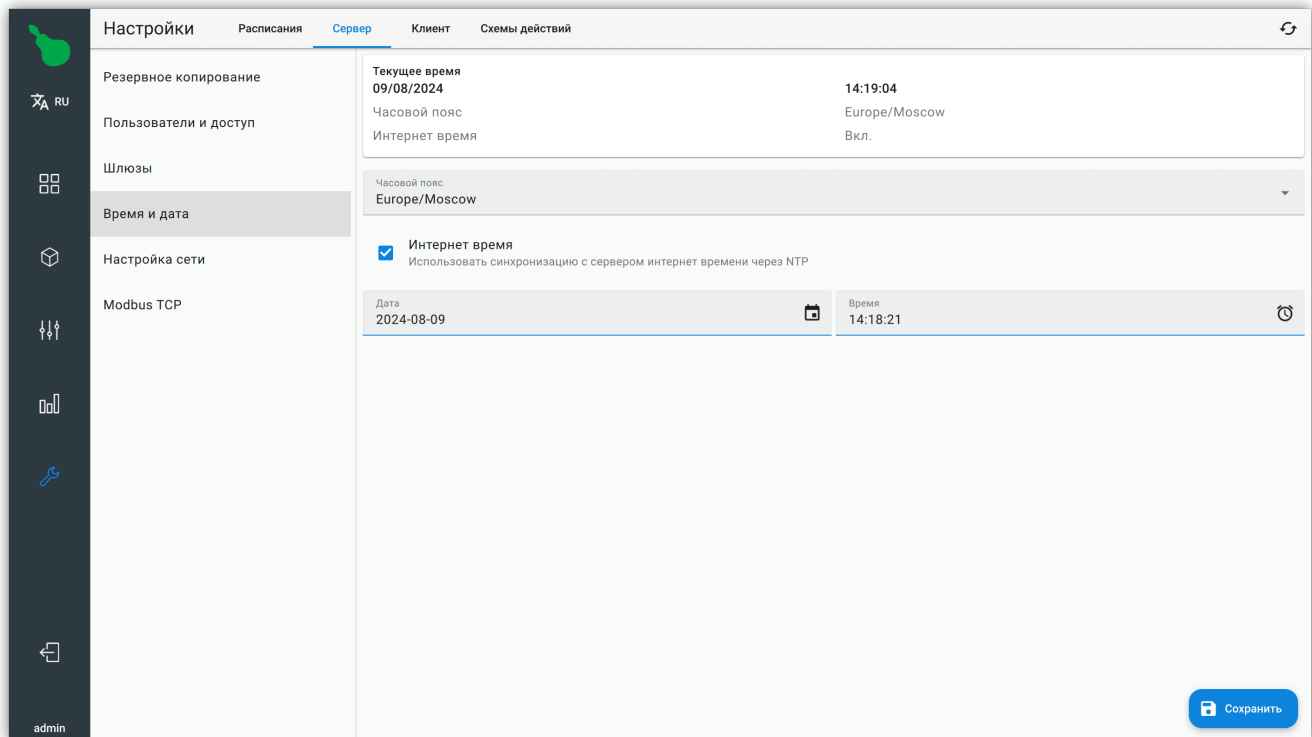 Настройки
Расписания
Сервер
Клиент
Схемы действий
RU
Резервное копирование
Пользователи и доступ
Шлюзы
Время и дата
Настройка сети
Modbus TCP
Текущее время
09/08/2024 14:19:04
Часовой пояс Europe/Moscow
Интернет время Вкл.
Часовой пояс
Europe/Moscow
Интернет время
Использовать синхронизацию с сервером интернет времени через NTP
Дата
2024-08-09
Время
14:18:21
Сохранить
admin